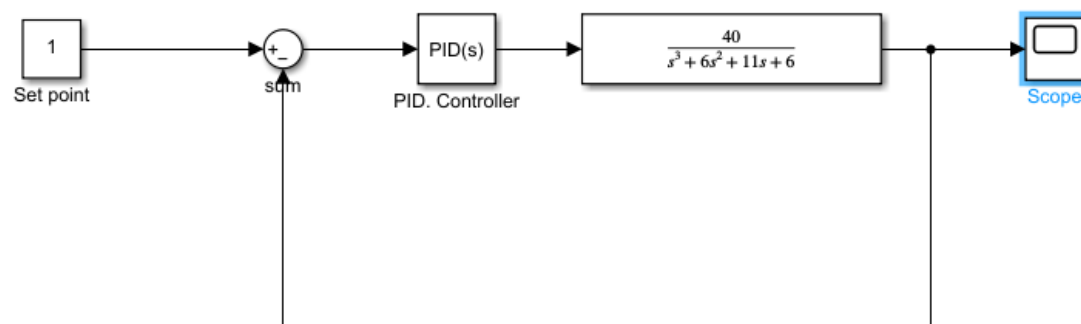 1
Set point
+
−
sum
PID(s)
PID. Controller
40
s³ + 6s² + 11s + 6
Scope